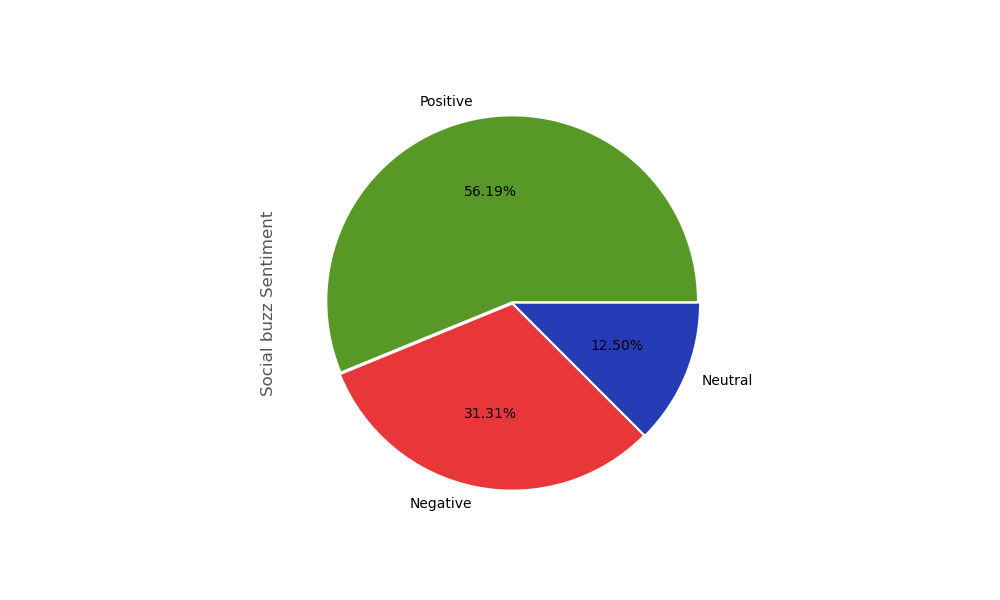 Positive
56.19%
Social buzz Sentiment
12.50%
Neutral
31.31%
Negative